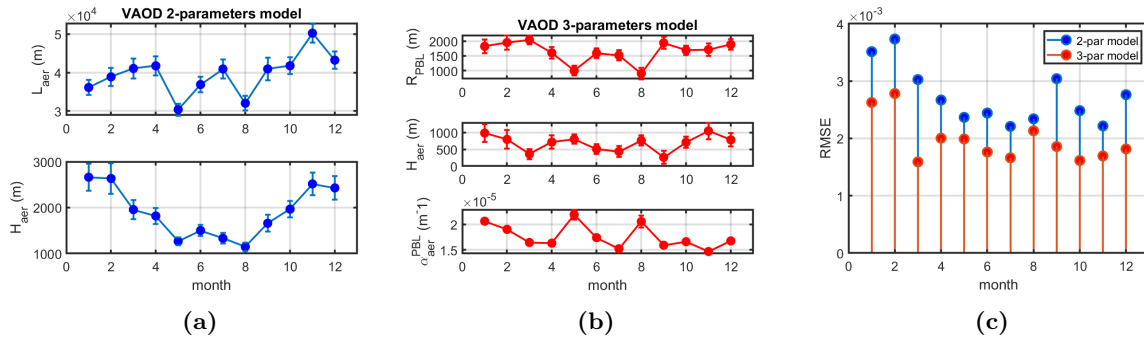 VAOD 2-parameters model
× 10^4
5
4
3
L_aer (m)
0 2 4 6 8 10 12
3000
2000
1000
H_aer (m)
0 2 4 6 8 10 12
month
(a)
VAOD 3-parameters model
2000
1500
1000
R_PBL (m)
0 2 4 6 8 10 12
1000
500
0
H_aer (m)
0 2 4 6 8 10 12
× 10^-5
2
1.5
α_aer^PBL (m^-1)
0 2 4 6 8 10 12
month
(b)
× 10^-3
4
3
2
1
0
RMSE
2-par model
3-par model
0 2 4 6 8 10 12
month
(c)